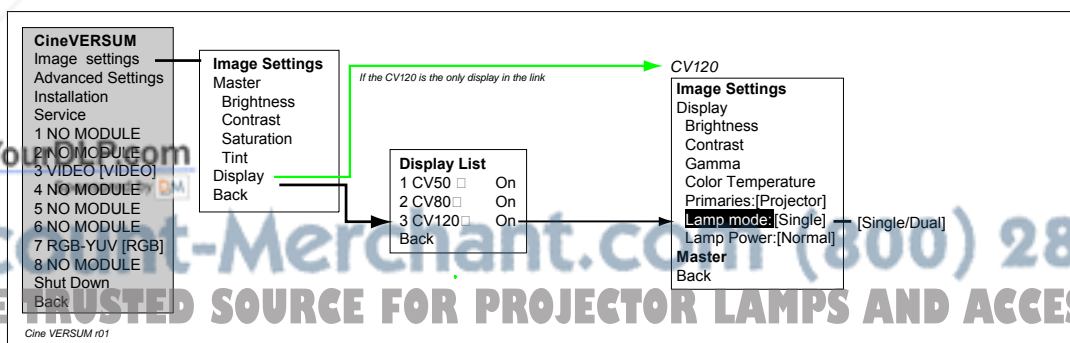 CineVERSUM
Image settings
Advanced Settings
Installation
Service
1 NO MODULE
2 NO MODULE
3 VIDEO [VIDEO]
4 NO MODULE
5 NO MODULE
6 NO MODULE
7 RGB-YUV [RGB]
8 NO MODULE
Shut Down
Back
Cine VERSUM r01
Image Settings
Master
Brightness
Contrast
Saturation
Tint
Display
Back
If the CV120 is the only display in the link
Display List
1 CV50 □ On
2 CV80 □ On
3 CV120 □ On
Back
CV120
Image Settings
Display
Brightness
Contrast
Gamma
Color Temperature
Primaries:[Projector]
Lamp mode:[Single]
Lamp Power:[Normal]
Master
Back
[Single/Dual]
YourDLP.com
DM
count-Merchant.com (800) 28
E TRUSTED SOURCE FOR PROJECTOR LAMPS AND ACCES